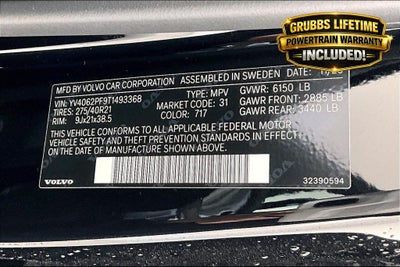 GRUBBS LIFETIME
POWERTRAIN WARRANTY
INCLUDED!
MFD BY VOLVO CAR CORPORATION ASSEMBLED IN SWEDEN DATE:
VIN: YV4062PF9T1493368 TYPE: MPV GVWR: 6150 LB
TIRES: 275/40R21 MARKET CODE: 31 GAWR FRONT: 2885 LB
RIM: 9Jx21x38.5 COLOR: 717 GAWR REAR: 3440 LB
THIS VEHICLE CONFORMS TO ALL APPLICABLE FEDERAL MOTOR
VEHICLE SAFETY AND THEFT PREVENTION STANDARDS IN EFFECT ON THE
DATE OF MANUFACTURE SHOWN ABOVE.
VOLVO
32390594